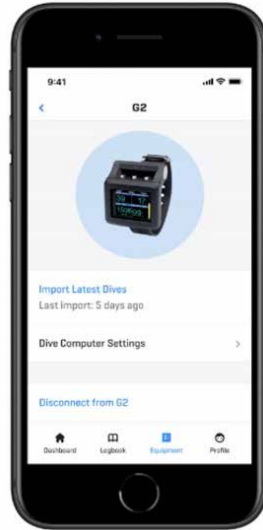 9:41
G2
Import Latest Dives
Last import: 5 days ago
Dive Computer Settings
Disconnect from G2
Dashboard Logbook Equipment Profile